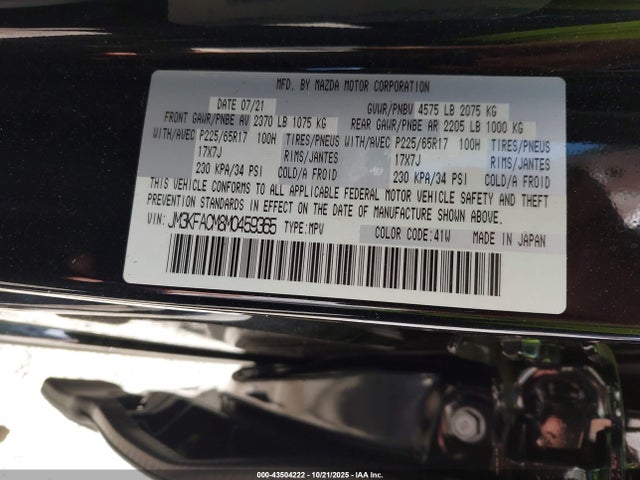 MFD. BY MAZDA MOTOR CORPORATION
DATE 07/21 GVWR/PNBV 4575 LB 2075 KG
FRONT GAWR/PNBE AV 2370 LB 1075 KG REAR GAWR/PNBE AR 2205 LB 1000 KG
WITH/AVEC P225/65R17 100H TIRES/PNEUS WITH/AVEC P225/65R17 100H TIRES/PNEUS
17X7J RIMS/JANTES 17X7J RIMS/JANTES
230 KPA/34 PSI COLD/A FROID 230 KPA/34 PSI COLD/A FROID
THIS VEHICLE CONFORMS TO ALL APPLICABLE FEDERAL MOTOR VEHICLE SAFETY, BUMPER, AND THEFT PREVENTION
STANDARDS IN EFFECT ON THE DATE OF MANUFACTURE SHOWN ABOVE.
VIN: JM3KFACM8M0459365 TYPE:MPV COLOR CODE:41W MADE IN JAPAN
000-43504222 - 10/21/2025 - IAA Inc.